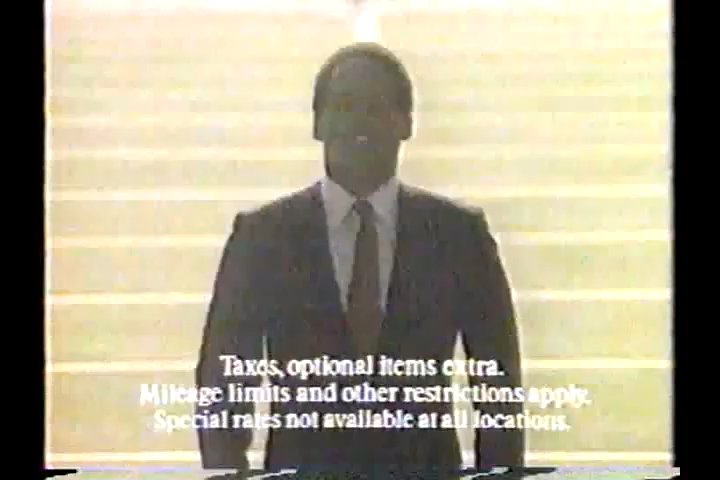 Taxes, optional items extra.
Mileage limits and other restrictions apply.
Special rates not available at all locations.